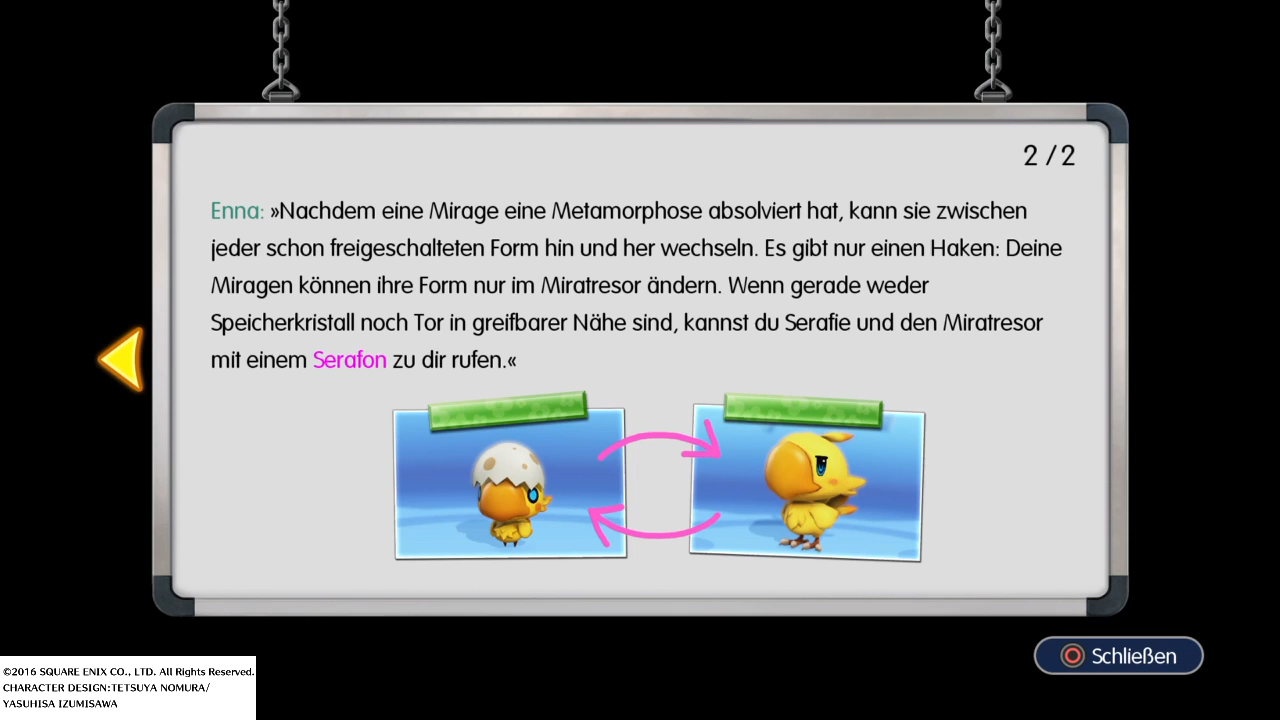 2 / 2
Enna: »Nachdem eine Mirage eine Metamorphose absolviert hat, kann sie zwischen
jeder schon freigeschalteten Form hin und her wechseln. Es gibt nur einen Haken: Deine
Miragen können ihre Form nur im Miratresor ändern. Wenn gerade weder
Speicherkristall noch Tor in greifbarer Nähe sind, kannst du Serafie und den Miratresor
mit einem Serafon zu dir rufen.«
Schließen
©2016 SQUARE ENIX CO., LTD. All Rights Reserved.
CHARACTER DESIGN:TETSUYA NOMURA/
YASUHISA IZUMISAWA